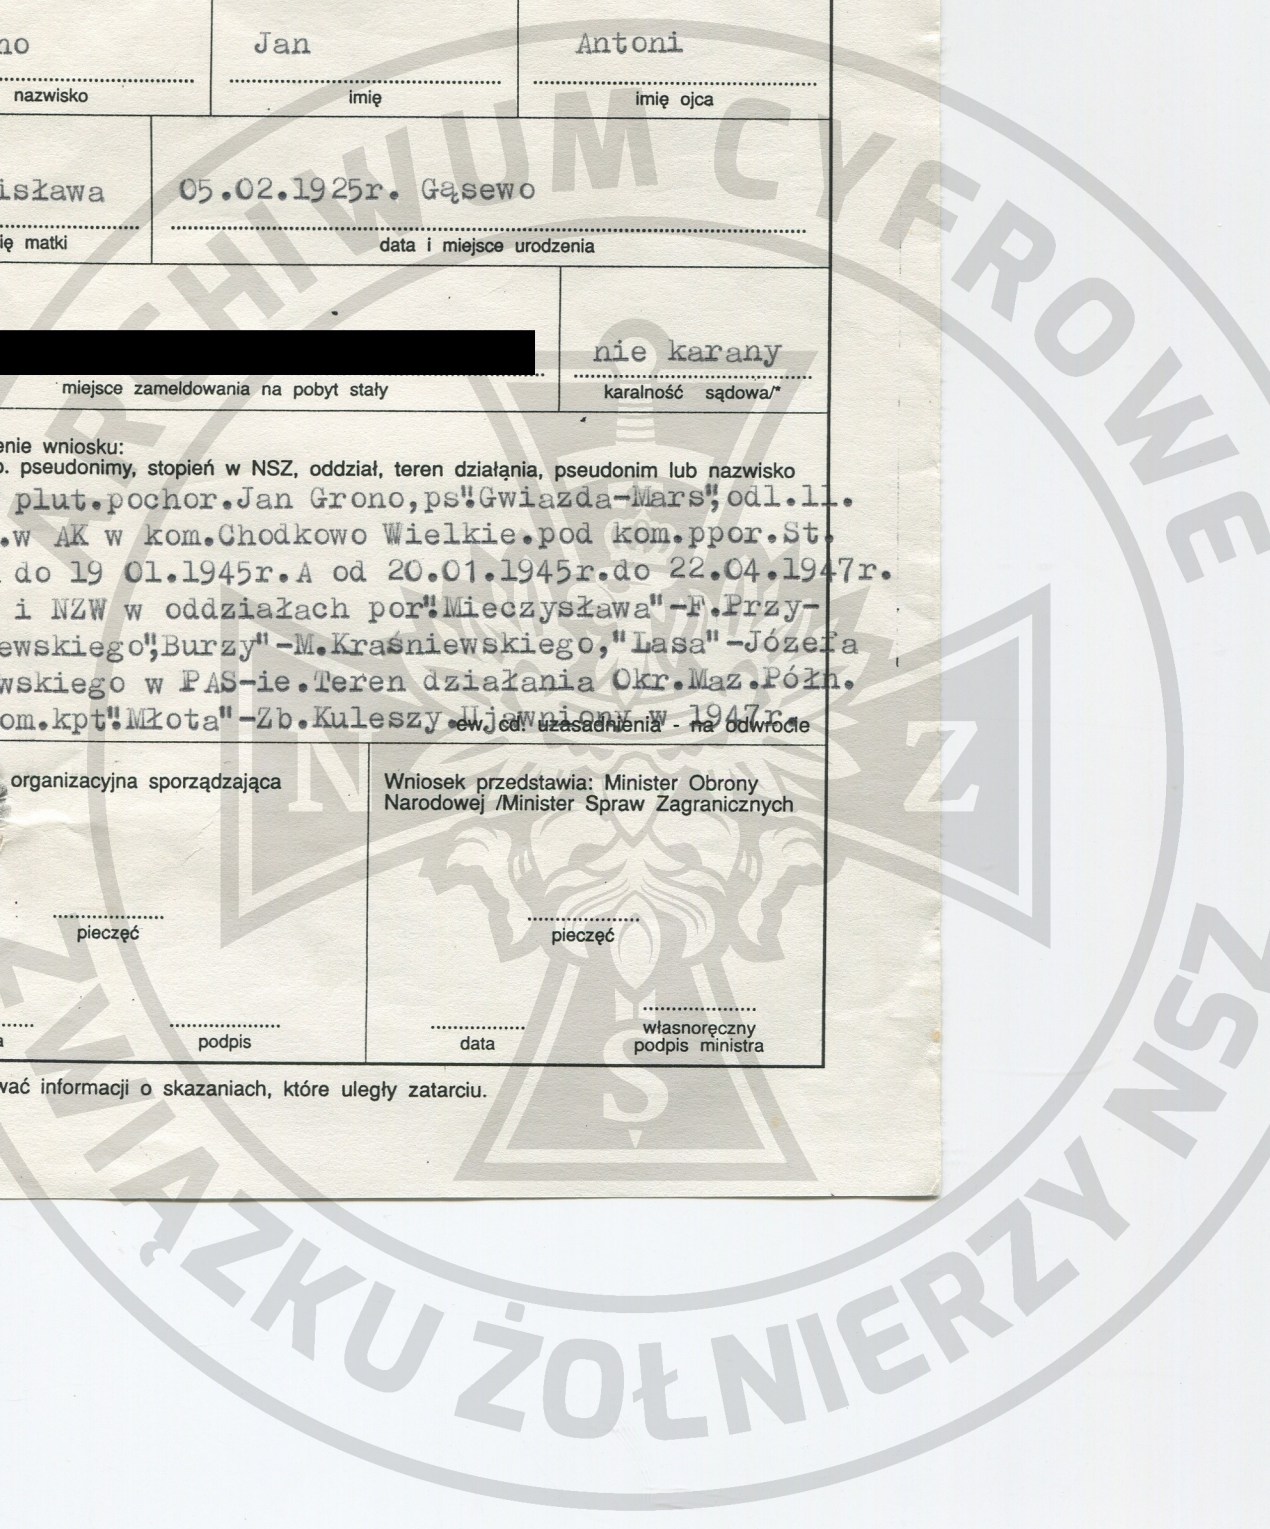 no Jan Antoni
nazwisko imię imię ojca
isława 05.02.1925r. Gąsewo
ię matki data i miejsce urodzenia
nie karany
miejsce zameldowania na pobyt stały karalność sądowa/*
enie wniosku:
o. pseudonimy, stopień w NSZ, oddział, teren działania, pseudonim lub nazwisko
plut.pochor.Jan Grono,ps"Gwiazda-Mars",od1.11.
.w AK w kom.Chodkowo Wielkie.pod kom.ppor.St.
do 19 01.1945r.A od 20.01.1945r.do 22.04.1947r.
i NZW w oddziałach por"Mieczysława"-F.Przy-
ewskiego","Burzy"-M.Kraśniewskiego,"Lasa"-Józefa
wskiego w PAS-ie.Teren działania Okr.Maz.Półn.
om.kpt"Młota"-Zb.Kuleszy.Ujawniony w 1947r.
ew. cd. uzasadnienia - na odwrocie
organizacyjna sporządzająca Wniosek przedstawia: Minister Obrony
Narodowej /Minister Spraw Zagranicznych
pieczęć pieczęć
a podpis data własnoręczny
podpis ministra
wać informacji o skazaniach, które uległy zatarciu.
ARCHIWUM CYFROWE
ZWIĄZKU ŻOŁNIERZY NSZ
N Z
S